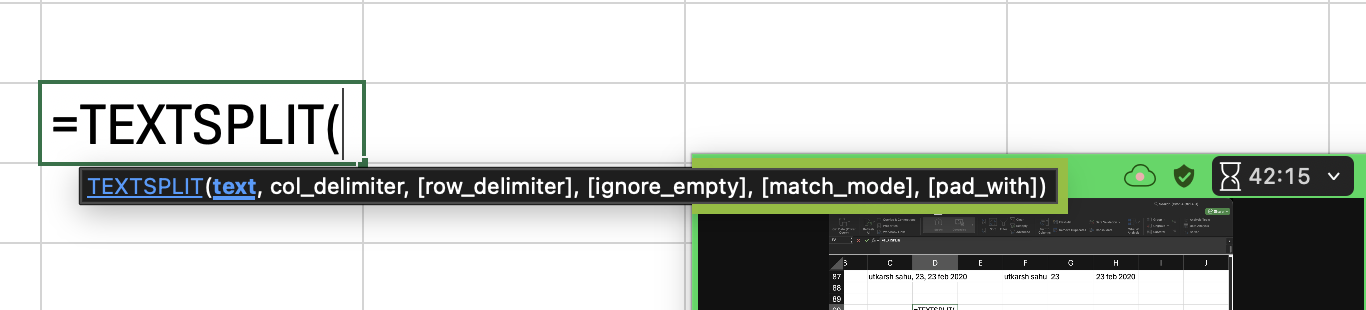 =TEXTSPLIT(
TEXTSPLIT(text, col_delimiter, [row_delimiter], [ignore_empty], [match_mode], [pad_with])
42:15
B C D E F G H I J
87 utkarsh sahu, 23, 23 feb 2020 utkarsh sahu 23 23 feb 2020
88
89
=TEXTSPLIT(